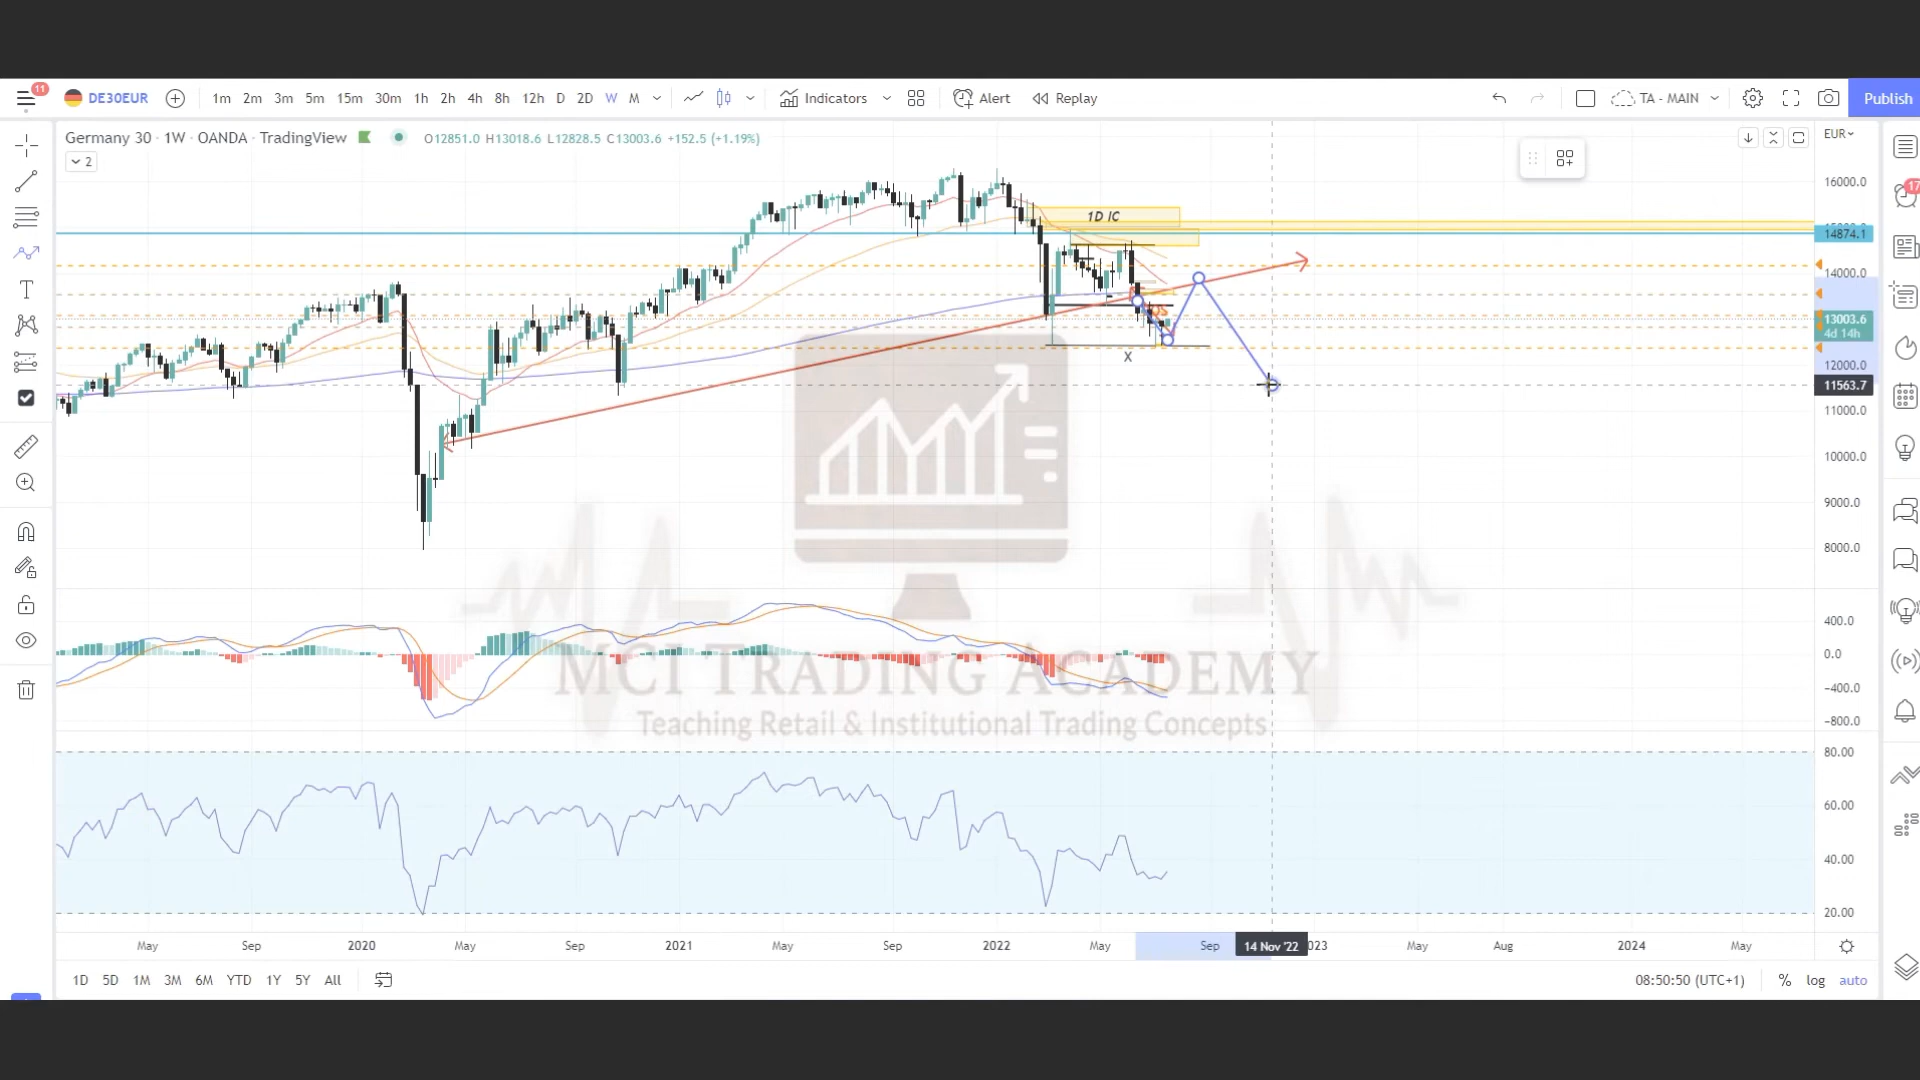 11
DE30EUR
1m 2m 3m 5m 15m 30m 1h 2h 4h 8h 12h D 2D W M
Indicators
Alert
Replay
TA - MAIN
Publish
Germany 30 · 1W · OANDA · TradingView
O12851.0 H13018.6 L12828.5 C13003.6 +152.5 (+1.19%)
2
EUR
17
16000.0
1D IC
14874.1
14000.0
13003.6
4d 14h
12000.0
X
11563.7
11000.0
10000.0
9000.0
8000.0
400.0
0.0
MCI TRADING ACADEMY
−400.0
Teaching Retail & Institutional Trading Concepts
−800.0
80.00
60.00
40.00
20.00
May Sep 2020 May Sep 2021 May Sep 2022 May Sep 14 Nov '22 023 May Aug 2024 May
1D 5D 1M 3M 6M YTD 1Y 5Y All
08:50:50 (UTC+1) % log auto